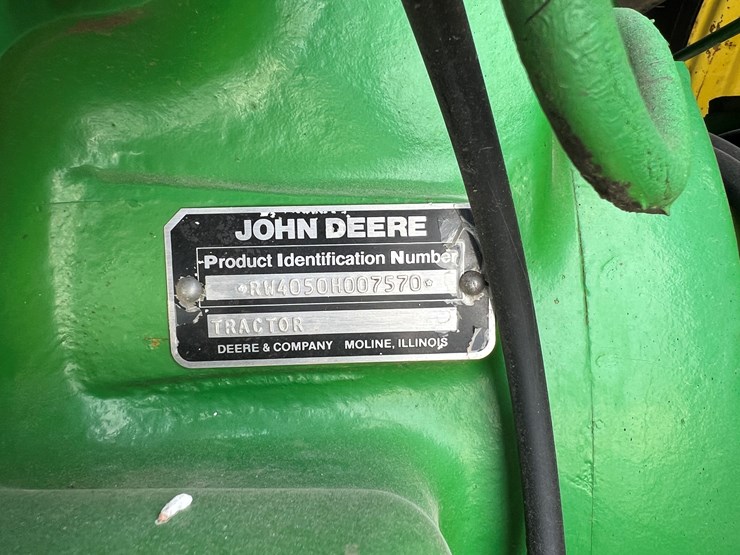 JOHN DEERE
Product Identification Number
*RW4050H007570*
TRACTOR
DEERE & COMPANY MOLINE, ILLINOIS